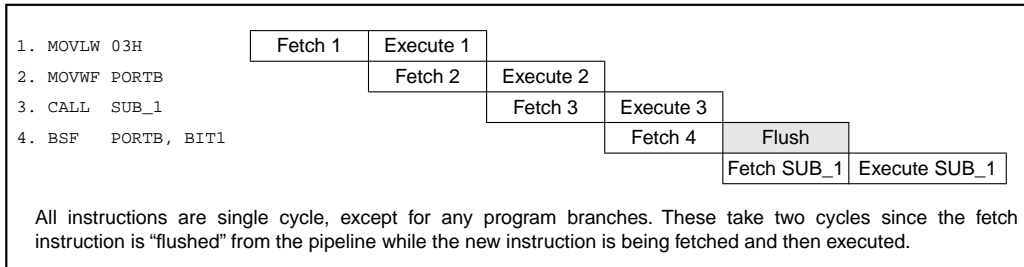 1. MOVLW 03H Fetch 1 Execute 1
2. MOVWF PORTB Fetch 2 Execute 2
3. CALL SUB_1 Fetch 3 Execute 3
4. BSF PORTB, BIT1 Fetch 4 Flush
Fetch SUB_1 Execute SUB_1
All instructions are single cycle, except for any program branches. These take two cycles since the fetch
instruction is “flushed” from the pipeline while the new instruction is being fetched and then executed.